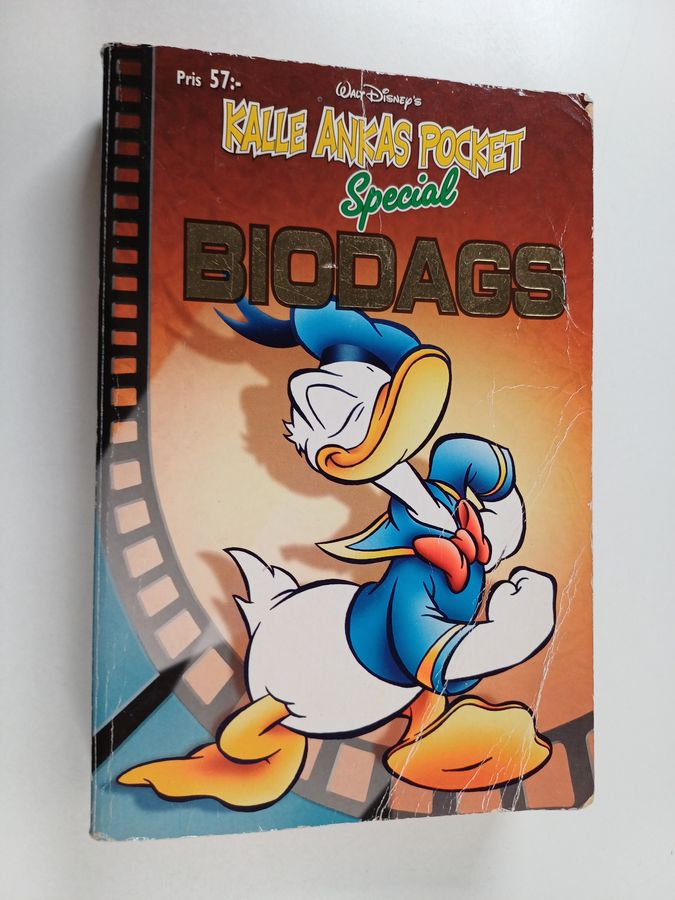 Pris 57:-
Walt Disney's
KALLE ANKAS POCKET
Special
BIODAGS